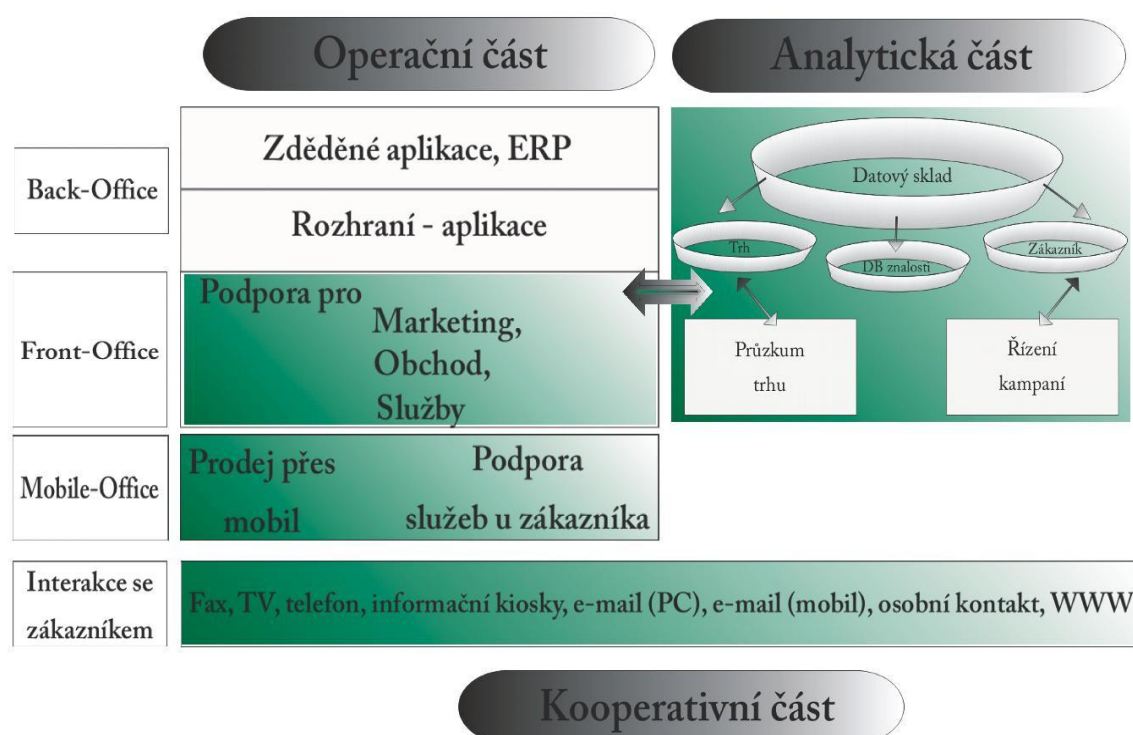 Operační část
Analytická část
Back-Office
Zděděné aplikace, ERP
Rozhraní - aplikace
Datový sklad
Trh
DB znalostí
Zákazník
Průzkum
trhu
Řízení
kampaní
Front-Office
Podpora pro
Marketing,
Obchod,
Služby
Mobile-Office
Prodej přes
mobil
Podpora
služeb u zákazníka
Interakce se
zákazníkem
Fax, TV, telefon, informační kiosky, e-mail (PC), e-mail (mobil), osobní kontakt, WWW
Kooperativní část